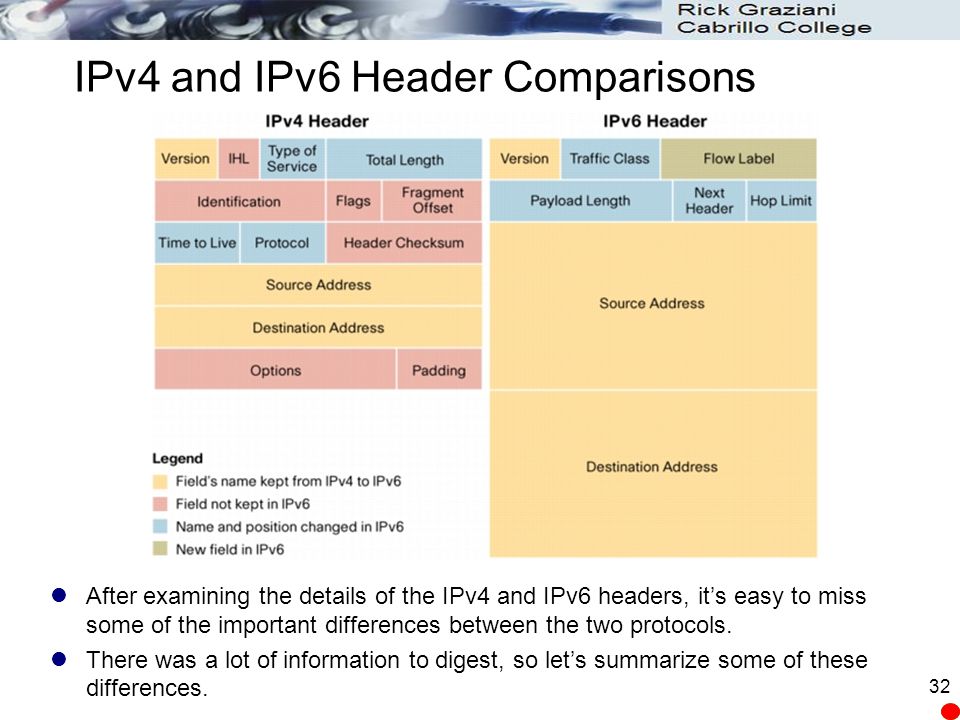 Rick Graziani
Cabrillo College
IPv4 and IPv6 Header Comparisons
IPv4 Header
Version IHL Type of Service Total Length
Identification Flags Fragment Offset
Time to Live Protocol Header Checksum
Source Address
Destination Address
Options Padding
IPv6 Header
Version Traffic Class Flow Label
Payload Length Next Header Hop Limit
Source Address
Destination Address
Legend
Field's name kept from IPv4 to IPv6
Field not kept in IPv6
Name and position changed in IPv6
New field in IPv6
After examining the details of the IPv4 and IPv6 headers, it’s easy to miss
some of the important differences between the two protocols.
There was a lot of information to digest, so let’s summarize some of these
differences.
32